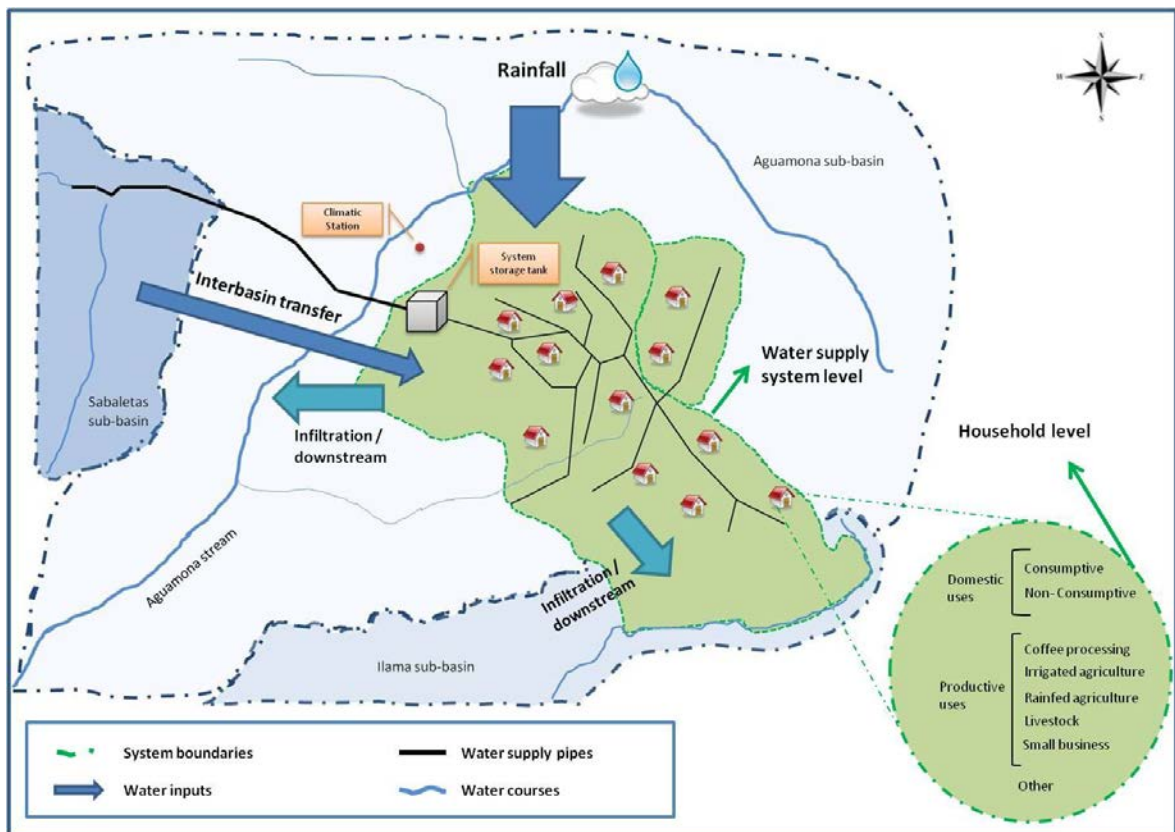 Rainfall
N
W
E
S
Aguamona sub-basin
Climatic
Station
System
storage tank
Interbasin transfer
Water supply
system level
Sabaletas
sub-basin
Infiltration /
downstream
Household level
Aguamona stream
Infiltration /
downstream
Domestic
uses
Consumptive
Non- Consumptive
Productive
uses
Coffee processing
Irrigated agriculture
Rainfed agriculture
Livestock
Small business
Other
Ilama sub-basin
System boundaries
Water supply pipes
Water inputs
Water courses